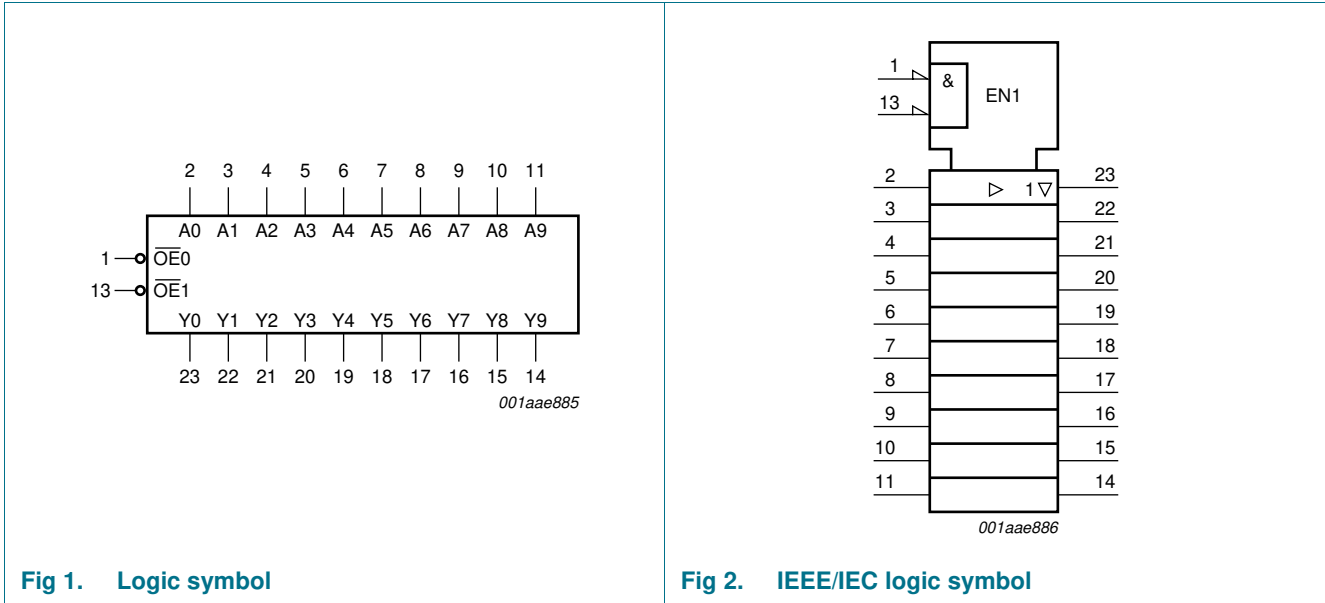 2 3 4 5 6 7 8 9 10 11
A0 A1 A2 A3 A4 A5 A6 A7 A8 A9
1 OE0
13 OE1
Y0 Y1 Y2 Y3 Y4 Y5 Y6 Y7 Y8 Y9
23 22 21 20 19 18 17 16 15 14
001aae885
Fig 1. Logic symbol
1 &
EN1
13
2 1 23
3 22
4 21
5 20
6 19
7 18
8 17
9 16
10 15
11 14
001aae886
Fig 2. IEEE/IEC logic symbol